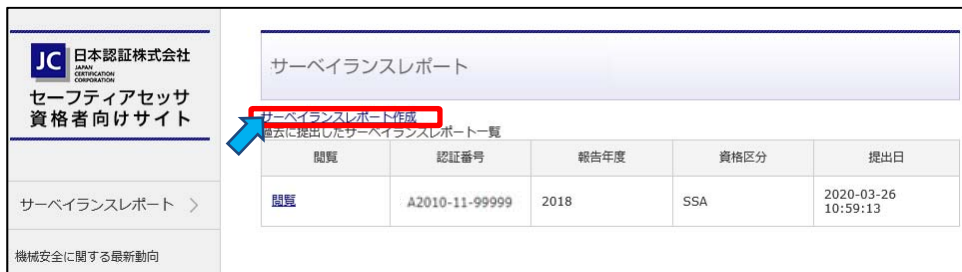 JC 日本認証株式会社
JAPAN
CERTIFICATION
CORPORATION
セーフティアセッサ
資格者向けサイト
サーベイランスレポート
機械安全に関する最新動向
サーベイランスレポート
サーベイランスレポート作成
過去に提出したサーベイランスレポート一覧
閲覧 認証番号 報告年度 資格区分 提出日
閲覧 A2010-11-99999 2018 SSA 2020-03-26
10:59:13